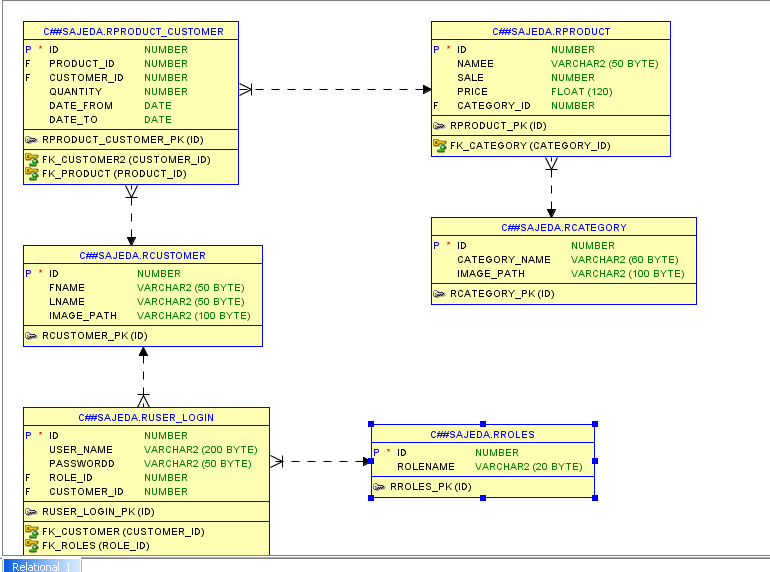 C##SAJEDA.RPRODUCT_CUSTOMER
P * ID NUMBER
F PRODUCT_ID NUMBER
F CUSTOMER_ID NUMBER
QUANTITY NUMBER
DATE_FROM DATE
DATE_TO DATE
RPRODUCT_CUSTOMER_PK (ID)
FK_CUSTOMER2 (CUSTOMER_ID)
FK_PRODUCT (PRODUCT_ID)
C##SAJEDA.RPRODUCT
P * ID NUMBER
NAMEE VARCHAR2 (50 BYTE)
SALE NUMBER
PRICE FLOAT (120)
F CATEGORY_ID NUMBER
RPRODUCT_PK (ID)
FK_CATEGORY (CATEGORY_ID)
C##SAJEDA.RCUSTOMER
P * ID NUMBER
FNAME VARCHAR2 (50 BYTE)
LNAME VARCHAR2 (50 BYTE)
IMAGE_PATH VARCHAR2 (100 BYTE)
RCUSTOMER_PK (ID)
C##SAJEDA.RCATEGORY
P * ID NUMBER
CATEGORY_NAME VARCHAR2 (60 BYTE)
IMAGE_PATH VARCHAR2 (100 BYTE)
RCATEGORY_PK (ID)
C##SAJEDA.RUSER_LOGIN
P * ID NUMBER
USER_NAME VARCHAR2 (200 BYTE)
PASSWORDD VARCHAR2 (50 BYTE)
F ROLE_ID NUMBER
F CUSTOMER_ID NUMBER
RUSER_LOGIN_PK (ID)
FK_CUSTOMER (CUSTOMER_ID)
FK_ROLES (ROLE_ID)
C##SAJEDA.RROLES
P * ID NUMBER
ROLENAME VARCHAR2 (20 BYTE)
RROLES_PK (ID)
Relational_1